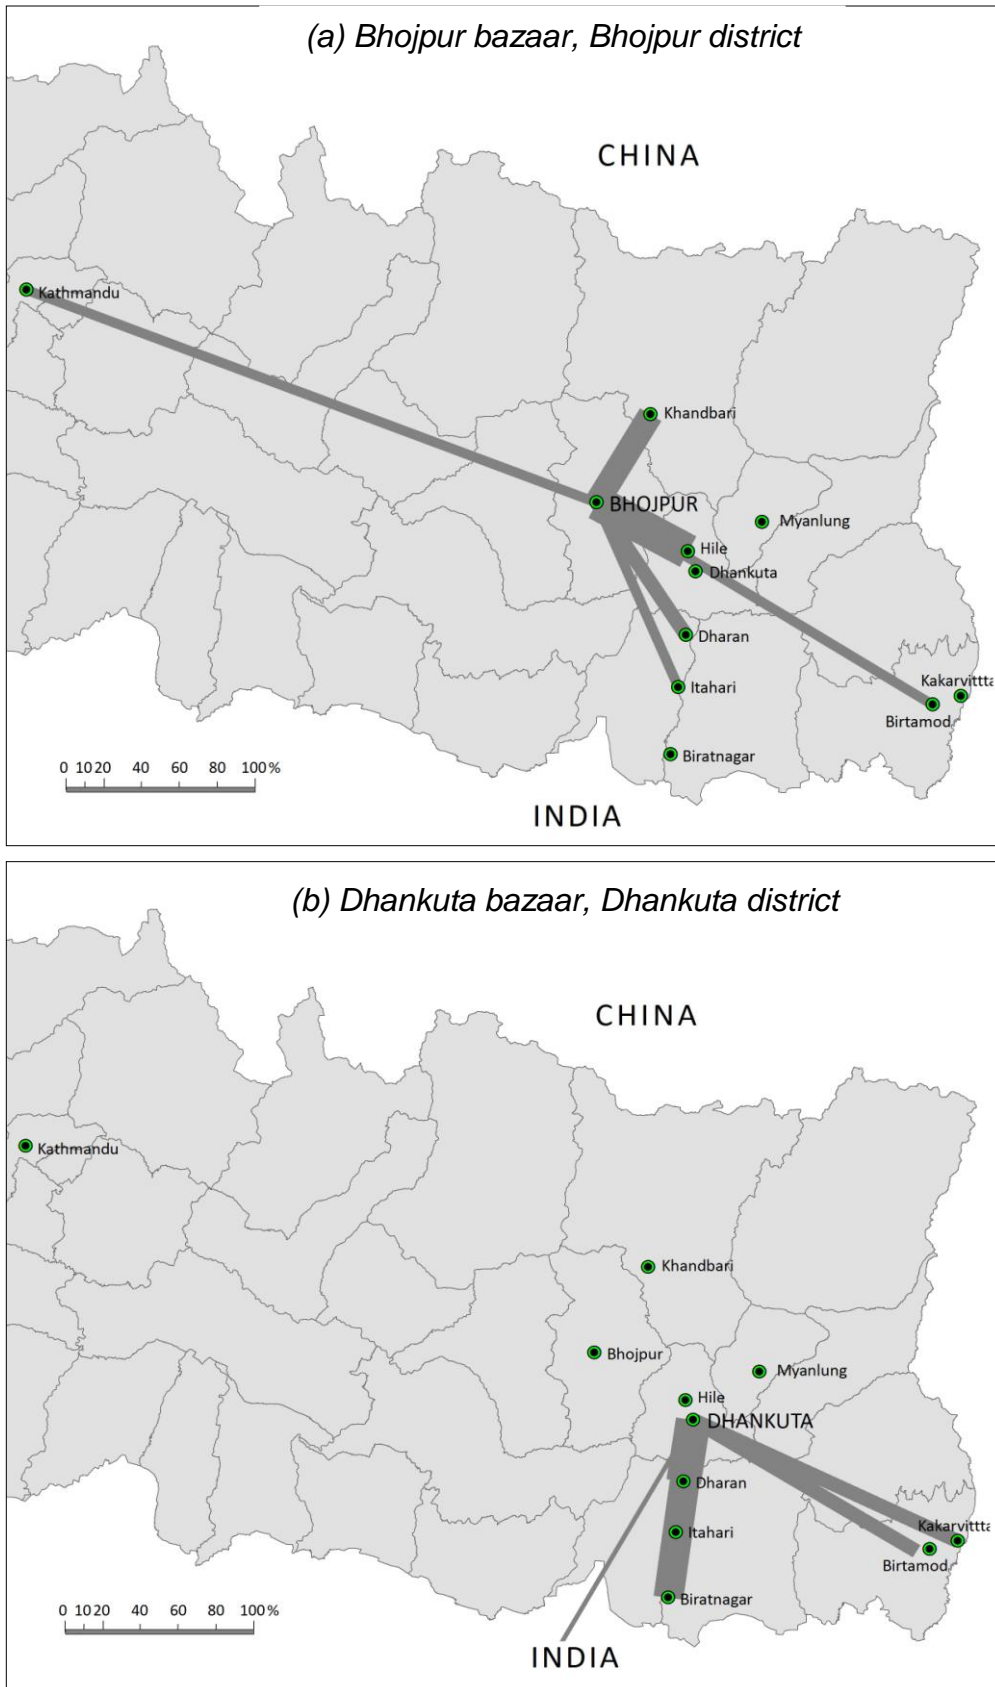 (a) Bhojpur bazaar, Bhojpur district
CHINA
Kathmandu
Khandbari
BHOJPUR
Myanlung
Hile
Dhankuta
Dharan
Kakarvittta
Itahari
Birtamod
Biratnagar
0 10 20 40 60 80 100%
INDIA
(b) Dhankuta bazaar, Dhankuta district
CHINA
Kathmandu
Khandbari
Bhojpur
Myanlung
Hile
DHANKUTA
Dharan
Kakarvittta
Itahari
Birtamod
Biratnagar
0 10 20 40 60 80 100%
INDIA